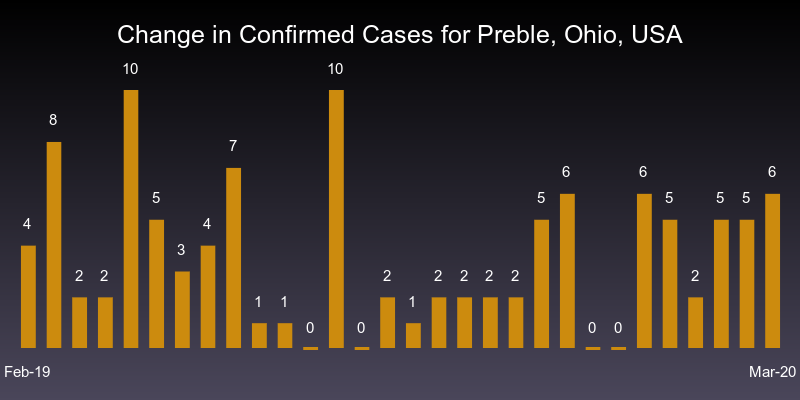 Change in Confirmed Cases for Preble, Ohio, USA
4 8 2 2 10 5 3 4 7 1 1 0 10 0 2 1 2 2 2 2 5 6 0 0 6 5 2 5 5 6
Feb-19 Mar-20